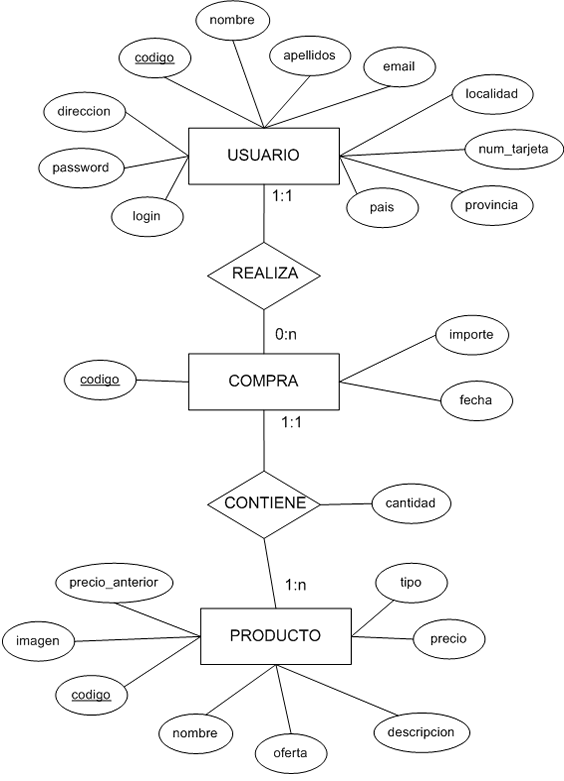 nombre
codigo
apellidos
email
localidad
direccion
num_tarjeta
USUARIO
password
pais
provincia
login
1:1
REALIZA
0:n
importe
codigo
COMPRA
fecha
1:1
CONTIENE
cantidad
precio_anterior
1:n
tipo
imagen
PRODUCTO
precio
codigo
nombre
oferta
descripcion